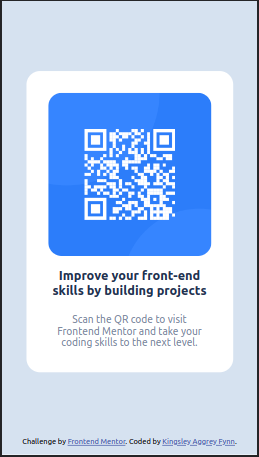 Improve your front-end
skills by building projects
Scan the QR code to visit
Frontend Mentor and take your
coding skills to the next level.
Challenge by Frontend Mentor. Coded by Kingsley Aggrey Fynn.